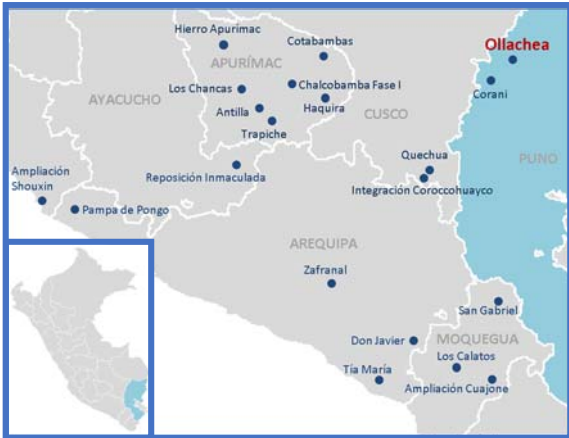 Hierro Apurimac
Cotabambas
Ollachea
APURÍMAC
Los Chancas
Chalcobamba Fase I
Corani
AYACUCHO
Antilla
Haquira
Trapiche
CUSCO
Quechua
PUNO
Ampliación
Shouxin
Reposición Inmaculada
Integración Coroccohuayco
Pampa de Pongo
AREQUIPA
Zafranal
San Gabriel
Don Javier
MOQUEGUA
Los Calatos
Tía María
Ampliación Cuajone